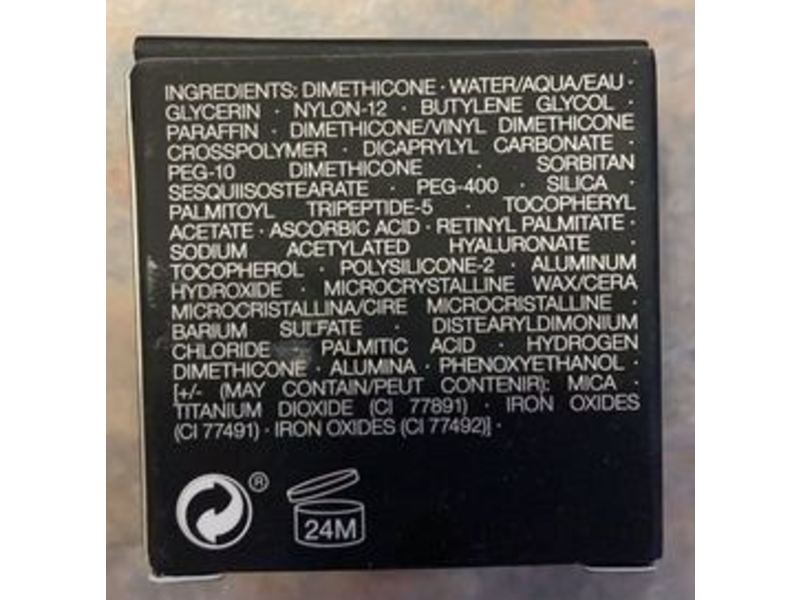 INGREDIENTS: DIMETHICONE · WATER/AQUA/EAU ·
GLYCERIN · NYLON-12 · BUTYLENE GLYCOL ·
PARAFFIN · DIMETHICONE/VINYL DIMETHICONE
CROSSPOLYMER · DICAPRYLYL CARBONATE ·
PEG-10 DIMETHICONE · SORBITAN
SESQUIISOSTEARATE · PEG-400 · SILICA ·
PALMITOYL TRIPEPTIDE-5 · TOCOPHERYL
ACETATE · ASCORBIC ACID · RETINYL PALMITATE ·
SODIUM ACETYLATED HYALURONATE ·
TOCOPHEROL · POLYSILICONE-2 · ALUMINUM
HYDROXIDE · MICROCRYSTALLINE WAX/CERA
MICROCRISTALLINA/CIRE MICROCRISTALLINE ·
BARIUM SULFATE · DISTEARYLDIMONIUM
CHLORIDE · PALMITIC ACID · HYDROGEN
DIMETHICONE · ALUMINA · PHENOXYETHANOL ·
[+/- (MAY CONTAIN/PEUT CONTENIR): MICA ·
TITANIUM DIOXIDE (CI 77891) · IRON OXIDES
(CI 77491) · IRON OXIDES (CI 77492)] ·
®
24M